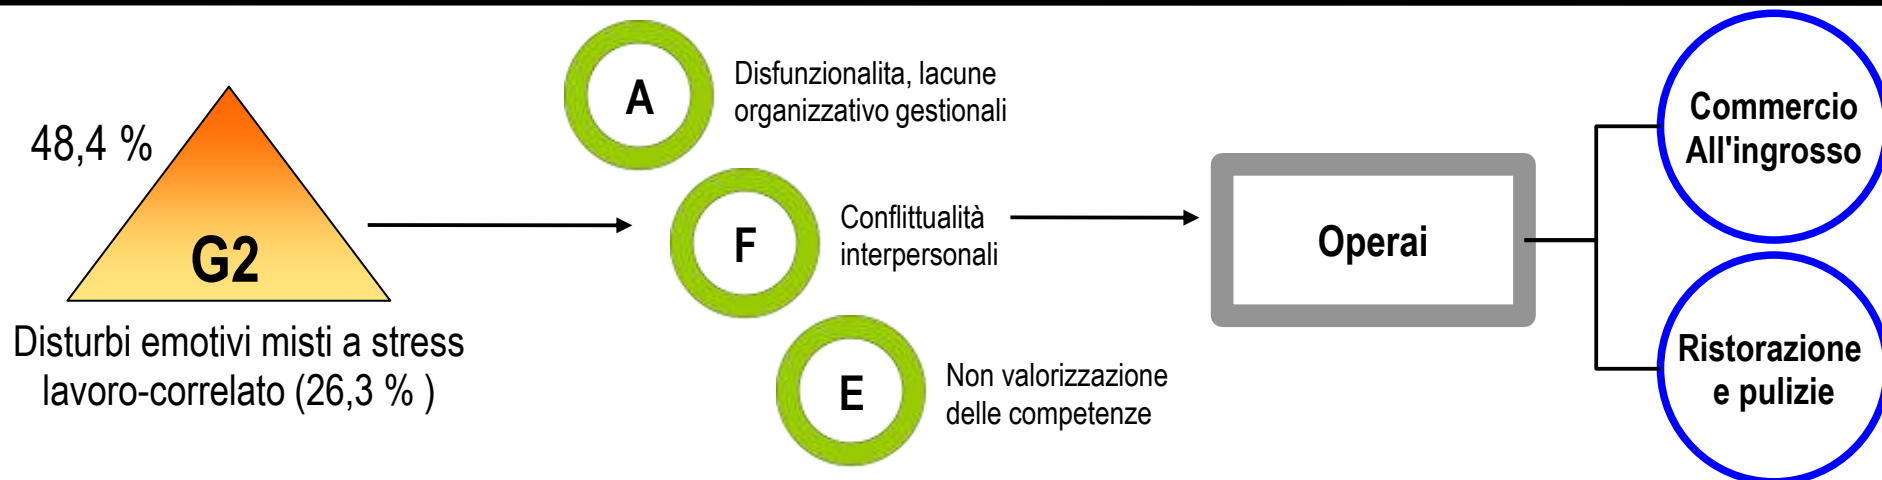 48,4 %
G2
Disturbi emotivi misti a stress
lavoro-correlato (26,3 % )
A
Disfunzionalita, lacune
organizzativo gestionali
F
Conflittualità
interpersonali
E
Non valorizzazione
delle competenze
Operai
Commercio
All'ingrosso
Ristorazione
e pulizie